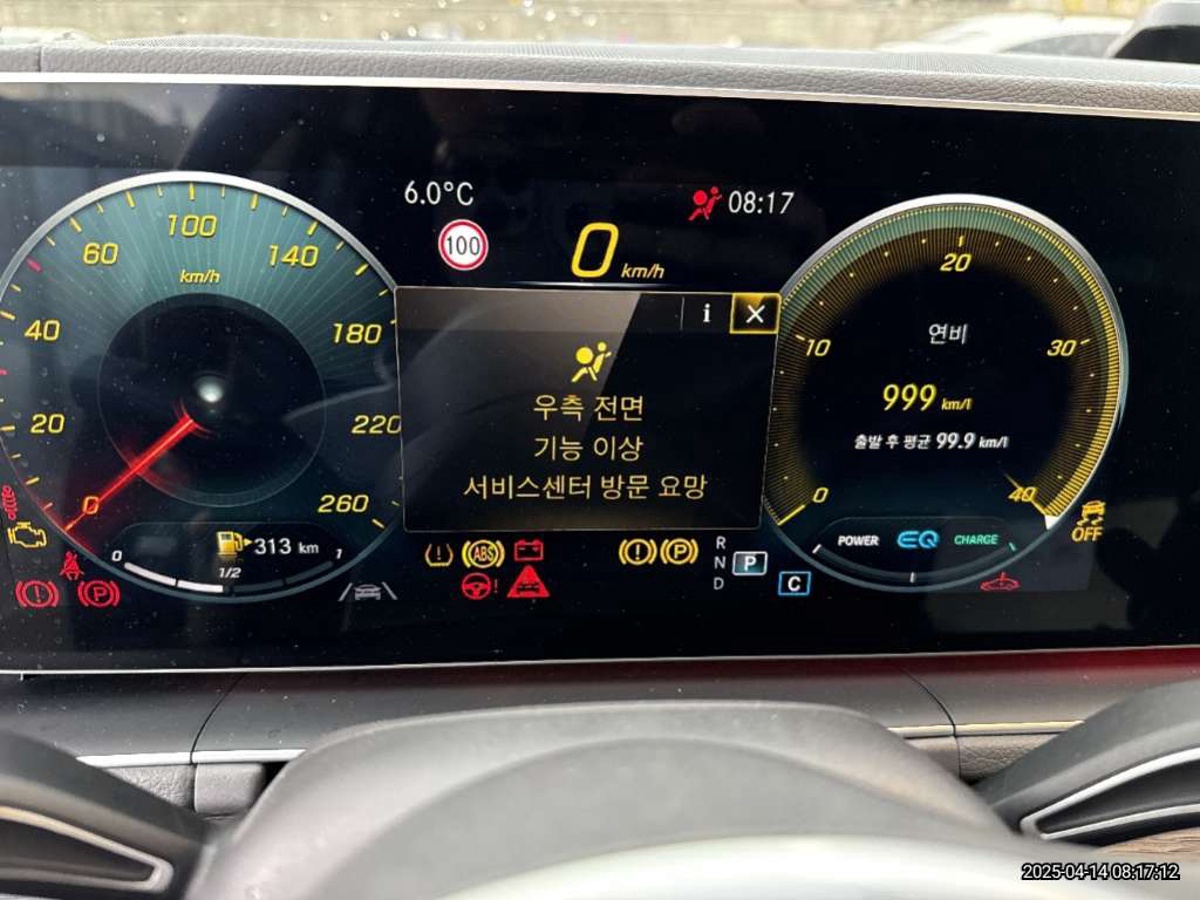 6.0°C
08:17
100
0 km/h
0
20
40
60
100
140
180
220
260
km/h
i
우측 전면
기능 이상
서비스센터 방문 요망
0
10
20
30
40
연비
999 km/l
출발 후 평균 99.9 km/l
POWER
EQ
CHARGE
OFF
0
1/2
1
313 km
ABS
P
P
R
N
D
P
C
2025-04-14 08:17:12